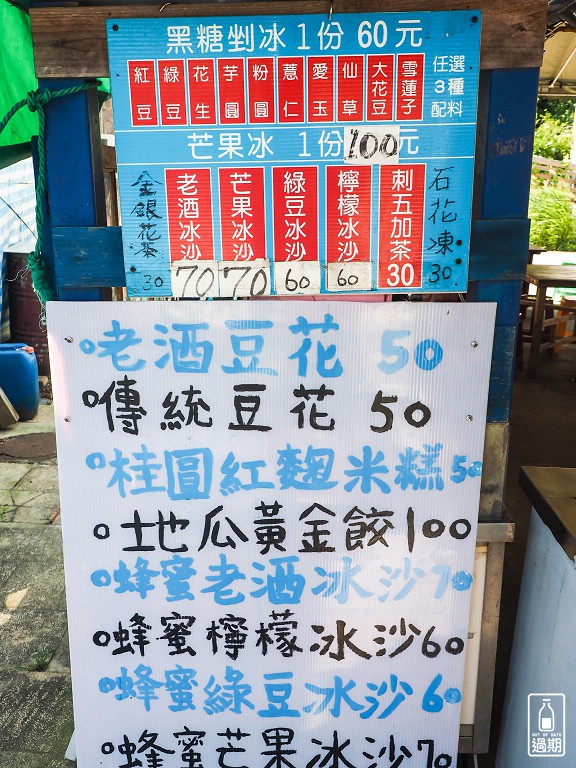 黑糖剉冰1份60元
紅豆 綠豆 花生 芋圓 粉圓 薏仁 愛玉 仙草 大花豆 雪蓮子 任選3種配料
芒果冰 1份100元
金銀花茶 30 老酒冰沙 70 芒果冰沙 70 綠豆冰沙 60 檸檬冰沙 60 刺五加茶 30 石花凍 30
老酒豆花 50
傳統豆花 50
桂圓紅麴米糕 50
地瓜黃金餃 100
蜂蜜老酒冰沙 70
蜂蜜檸檬冰沙 60
蜂蜜綠豆冰沙 60
蜂蜜芒果冰沙 70
OUT OF DATE
過期